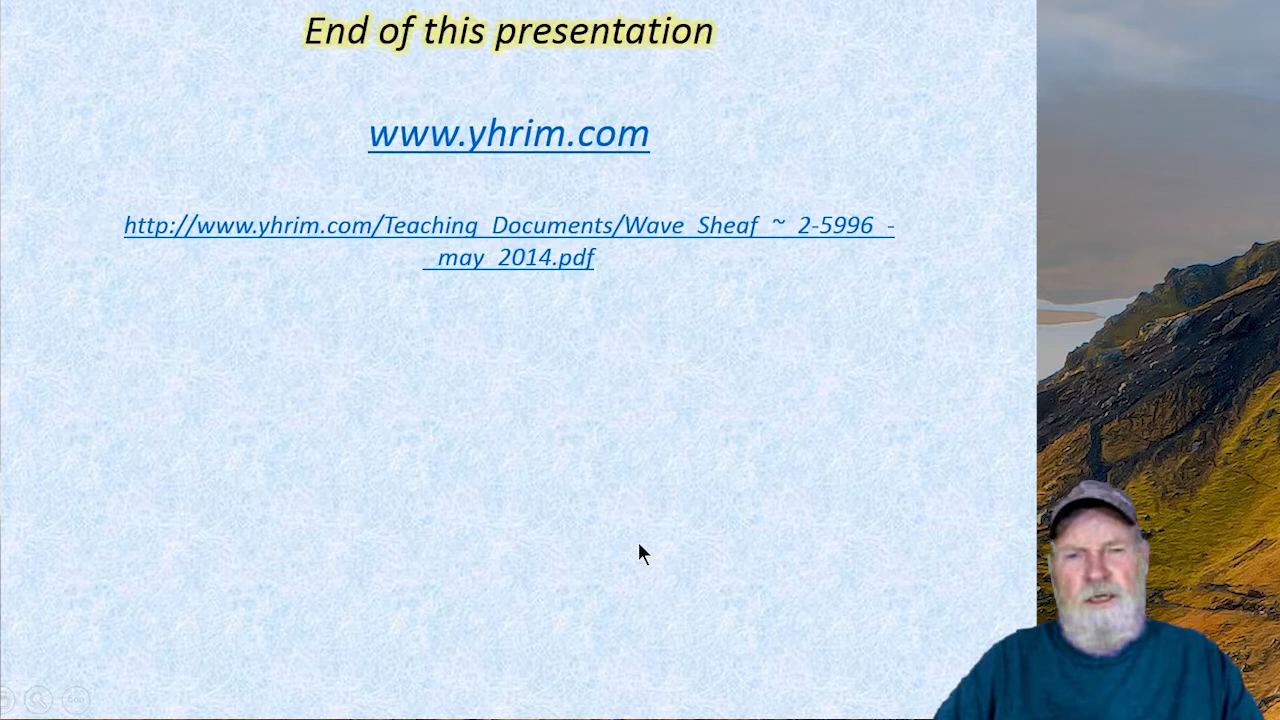 End of this presentation
www.yhrim.com
http://www.yhrim.com/Teaching_Documents/Wave_Sheaf_~_2-5996_-
_may_2014.pdf